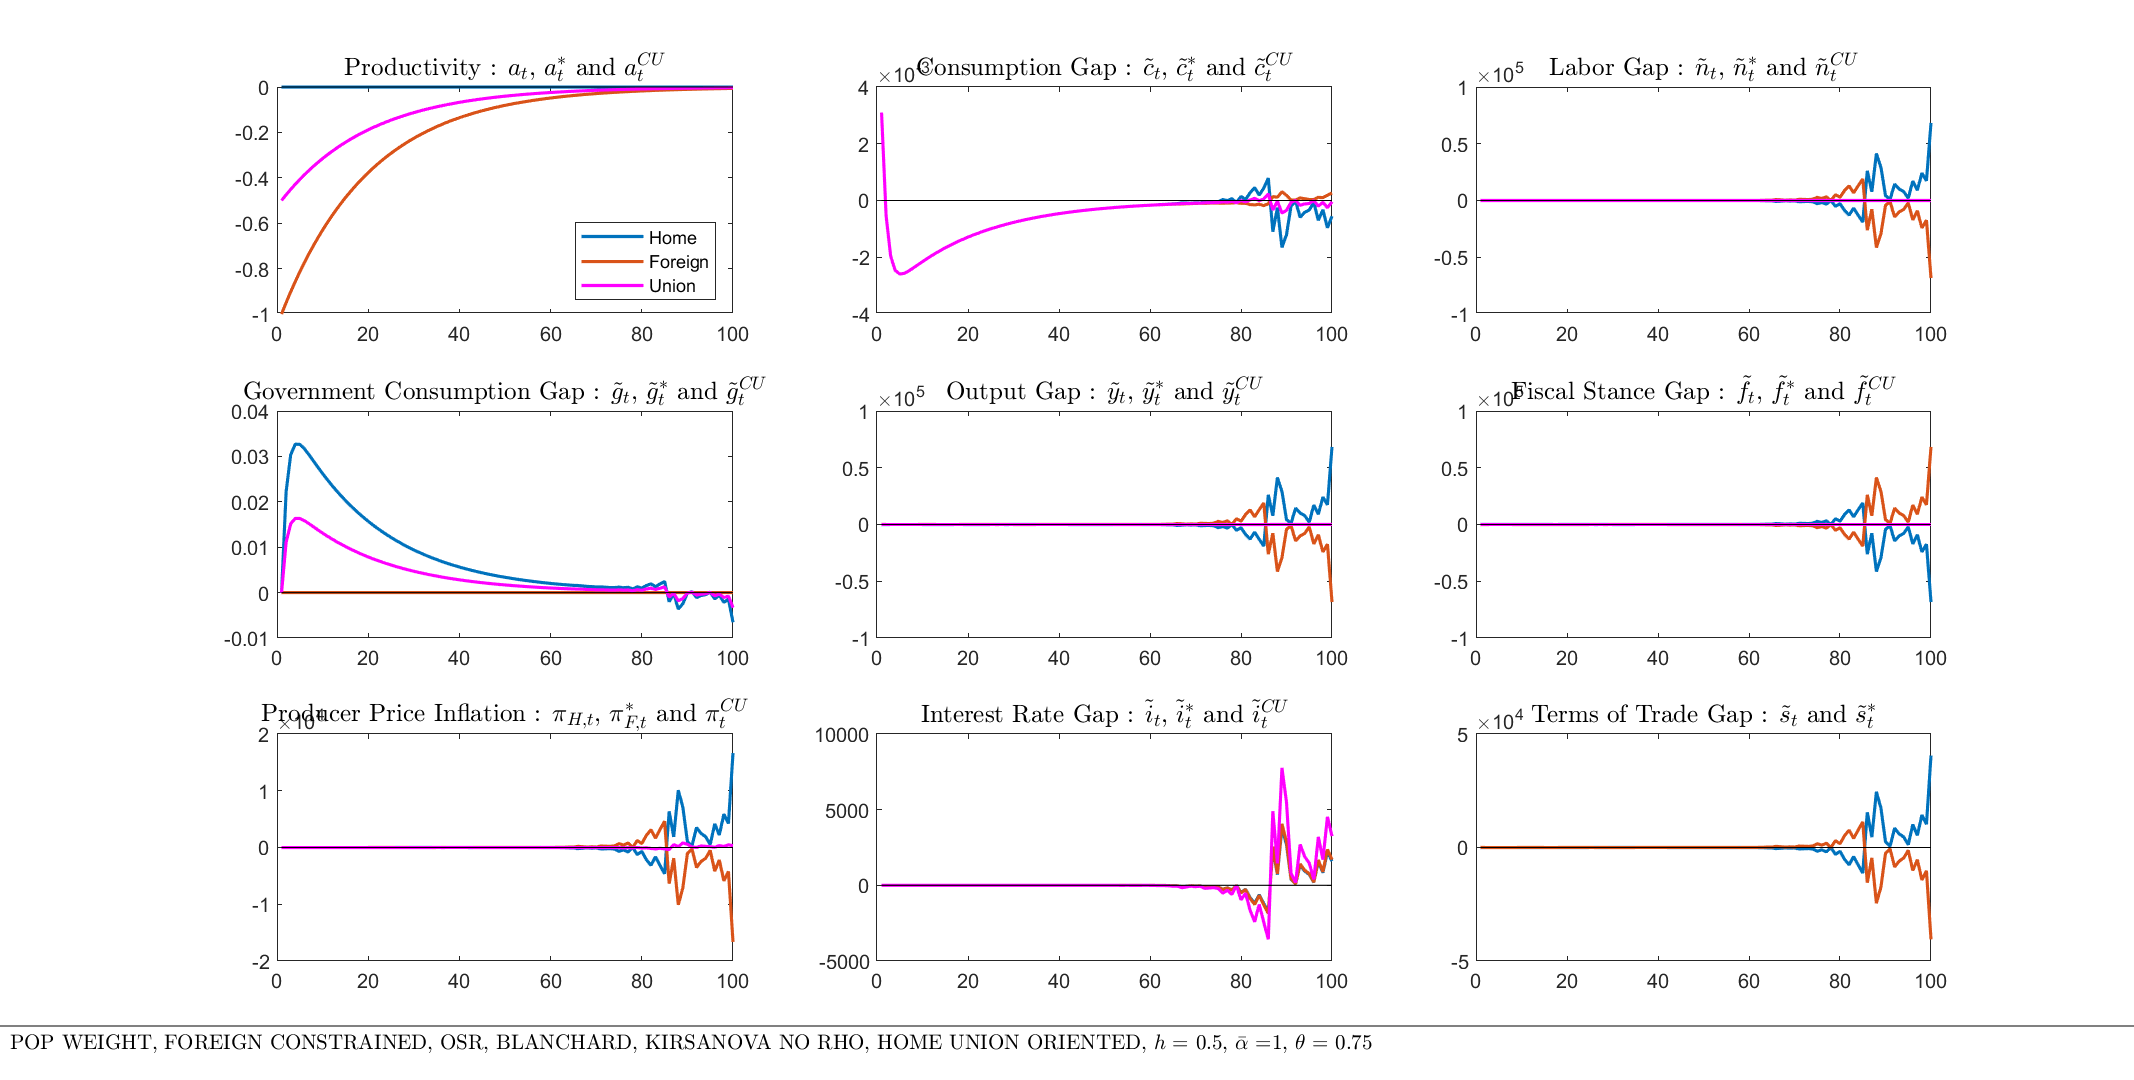 Productivity : a_t, a_t^* and a_t^{CU}
0
-0.2
-0.4
-0.6
-0.8
-1
0 20 40 60 80 100
Home
Foreign
Union
Consumption Gap : c̃_t, c̃_t^* and c̃_t^{CU}
4
2
0
-2
-4
0 20 40 60 80 100
Labor Gap : ñ_t, ñ_t^* and ñ_t^{CU}
×10^5
1
0.5
0
-0.5
-1
0 20 40 60 80 100
Government Consumption Gap : g̃_t, g̃_t^* and g̃_t^{CU}
0.04
0.03
0.02
0.01
0
-0.01
0 20 40 60 80 100
Output Gap : ỹ_t, ỹ_t^* and ỹ_t^{CU}
×10^5
1
0.5
0
-0.5
-1
0 20 40 60 80 100
Fiscal Stance Gap : f̃_t, f̃_t^* and f̃_t^{CU}
1
0.5
0
-0.5
-1
0 20 40 60 80 100
Producer Price Inflation : π_{H,t}, π_{F,t}^* and π_t^{CU}
2
1
0
-1
-2
0 20 40 60 80 100
Interest Rate Gap : ĩ_t, ĩ_t^* and ĩ_t^{CU}
10000
5000
0
-5000
0 20 40 60 80 100
Terms of Trade Gap : s̃_t and s̃_t^*
×10^4
5
0
-5
0 20 40 60 80 100
POP WEIGHT, FOREIGN CONSTRAINED, OSR, BLANCHARD, KIRSANOVA NO RHO, HOME UNION ORIENTED, h = 0.5, ᾱ =1, θ = 0.75